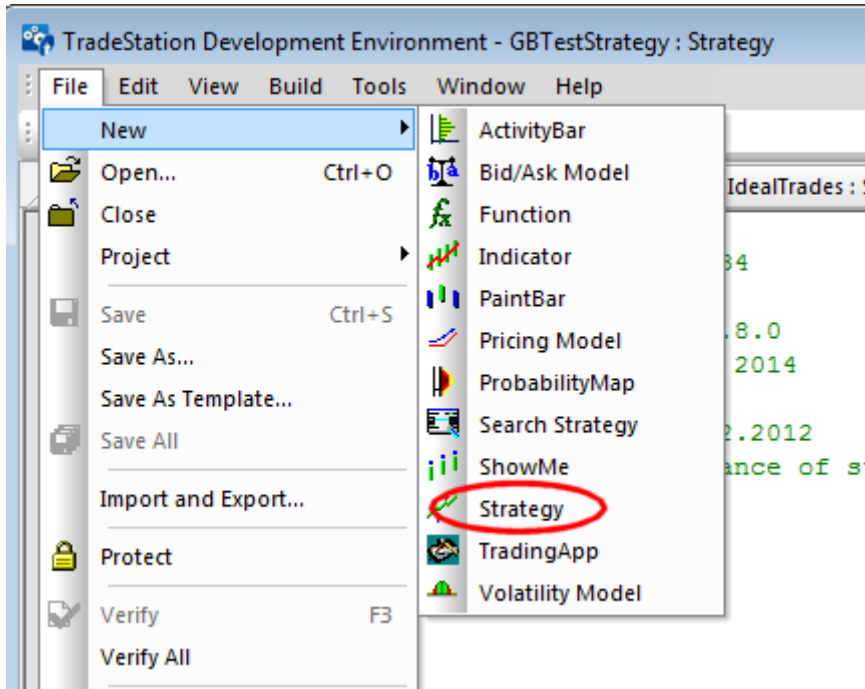 TradeStation Development Environment - GBTestStrategy : Strategy
File Edit View Build Tools Window Help
New
Open... Ctrl+O
Close
Project
Save Ctrl+S
Save As...
Save As Template...
Save All
Import and Export...
Protect
Verify F3
Verify All
ActivityBar
Bid/Ask Model
Function
Indicator
PaintBar
Pricing Model
ProbabilityMap
Search Strategy
ShowMe
Strategy
TradingApp
Volatility Model
IdealTrades :
34
.8.0
2014
2.2012
ance of s